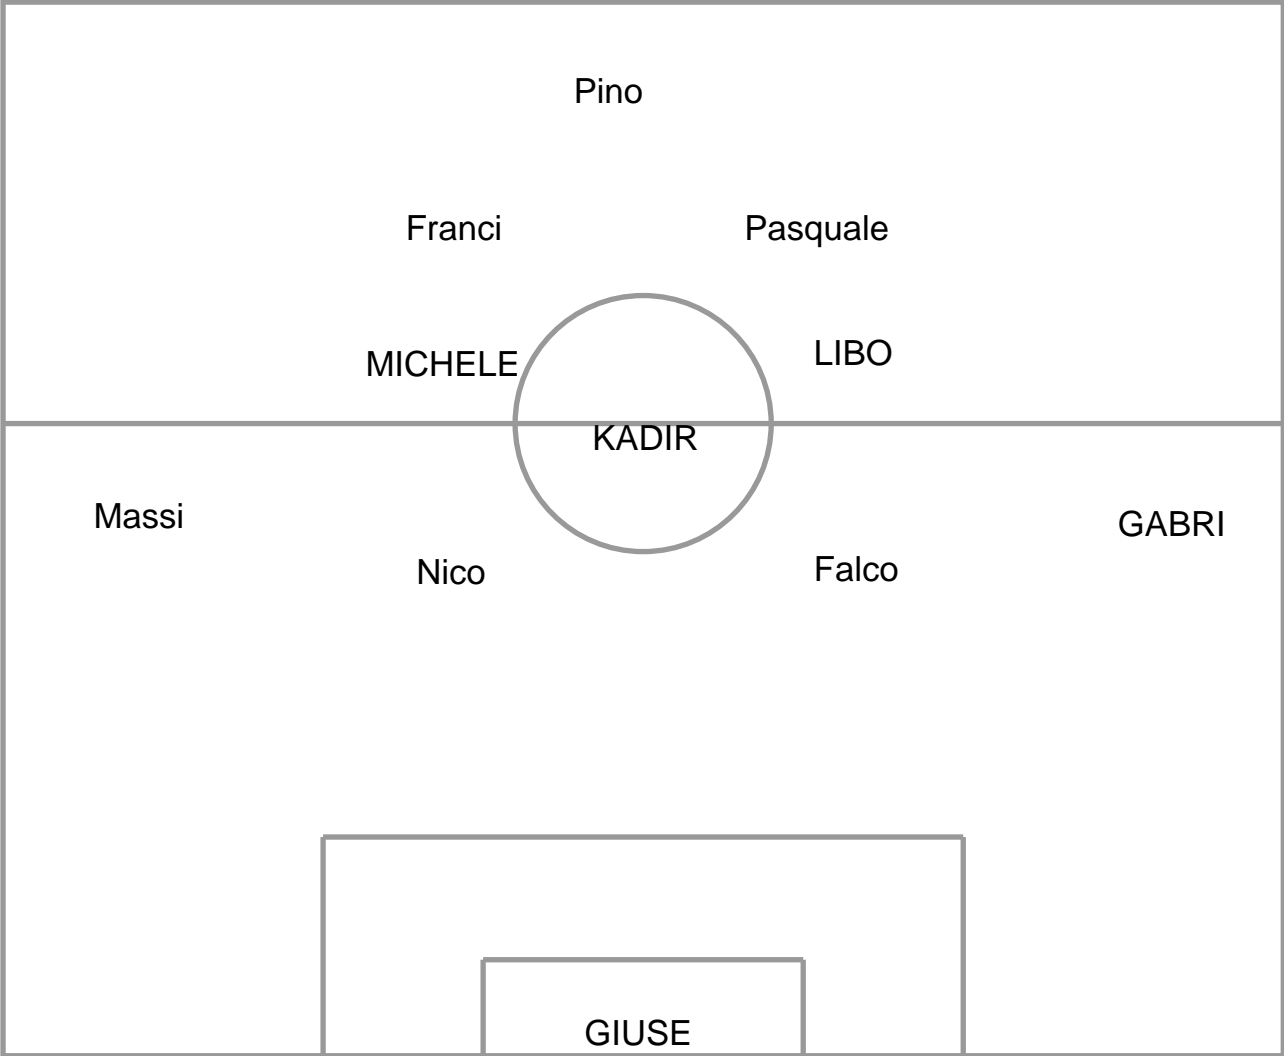 Pino
Franci
Pasquale
MICHELE
LIBO
KADIR
Massi
GABRI
Nico
Falco
GIUSE